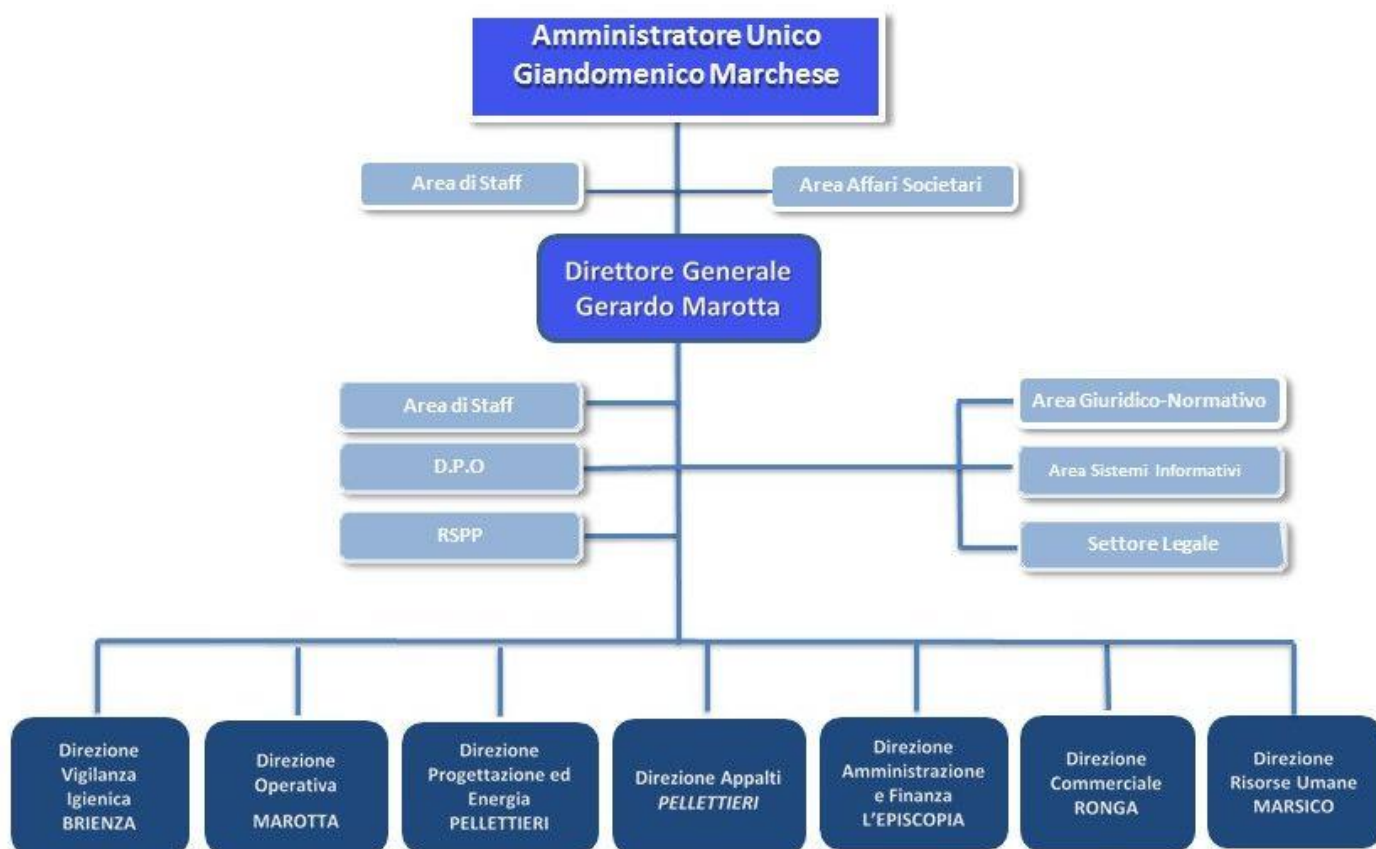 Amministratore Unico
Giandomenico Marchese
Area di Staff
Area Affari Societari
Direttore Generale
Gerardo Marotta
Area di Staff
D.P.O
RSPP
Area Giuridico-Normativo
Area Sistemi Informativi
Settore Legale
Direzione
Vigilanza
Igienica
BRIENZA
Direzione
Operativa
MAROTTA
Direzione
Progettazione ed
Energia
PELLETTIERI
Direzione Appalti
PELLETTIERI
Direzione
Amministrazione
e Finanza
L'EPISCOPIA
Direzione
Commerciale
RONGA
Direzione
Risorse Umane
MARSICO